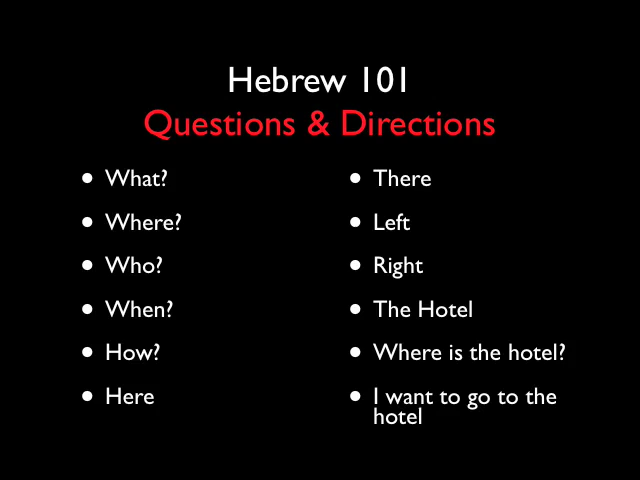 Hebrew 101
Questions & Directions
• What?
• Where?
• Who?
• When?
• How?
• Here
• There
• Left
• Right
• The Hotel
• Where is the hotel?
• I want to go to the
hotel